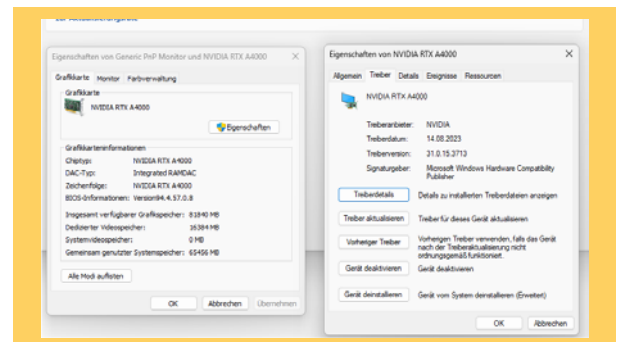 Eigenschaften von Generic PnP Monitor und NVIDIA RTX A4000
Grafikkarte Monitor Farbverwaltung
Grafikkarte
NVIDIA RTX A4000
Eigenschaften
Grafikkarteninformationen
Chiptyp: NVIDIA RTX A4000
DAC-Typ: Integrated RAMDAC
Zeichenfolge: NVIDIA RTX A4000
BIOS-Informationen: Version94.4.57.0.8
Insgesamt verfügbarer Grafikspeicher: 81840 MB
Dedizierter Videospeicher: 16384 MB
Systemvideospeicher: 0 MB
Gemeinsam genutzter Systemspeicher: 65456 MB
Alle Modi auflisten
OK Abbrechen Übernehmen
Eigenschaften von NVIDIA RTX A4000
Allgemein Treiber Details Ereignisse Ressourcen
NVIDIA RTX A4000
Treiberanbieter: NVIDIA
Treiberdatum: 14.08.2023
Treiberversion: 31.0.15.3713
Signaturgeber: Microsoft Windows Hardware Compatibility
Publisher
Treiberdetails Details zu installierten Treiberdateien anzeigen
Treiber aktualisieren Treiber für dieses Gerät aktualisieren
Vorheriger Treiber Vorherigen Treiber verwenden, falls das Gerät
nach der Treiberaktualisierung nicht
ordnungsgemäß funktioniert.
Gerät deaktivieren Gerät deaktivieren
Gerät deinstallieren Gerät vom System deinstallieren (Erweitert)
OK Abbrechen